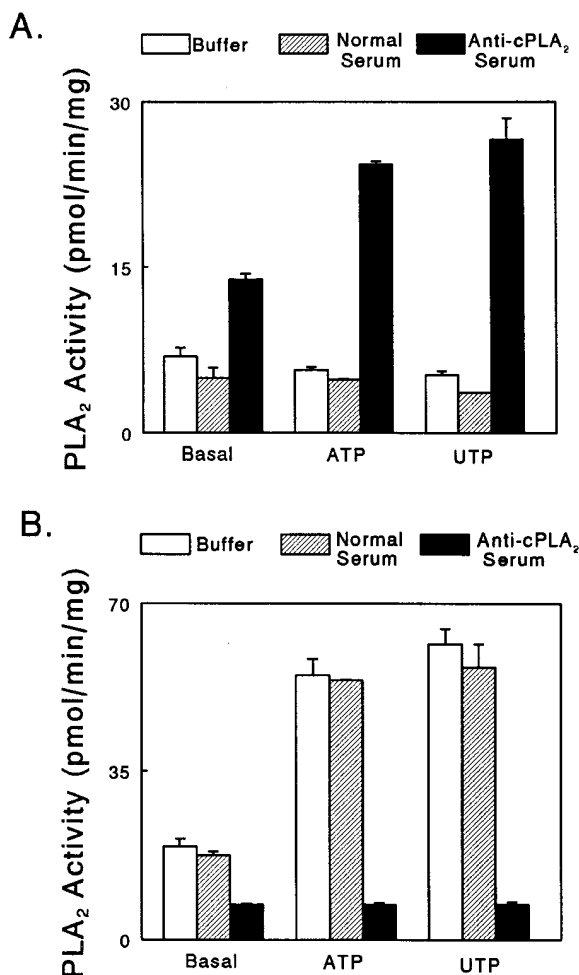 A.
Buffer
Normal Serum
Anti-cPLA₂ Serum
PLA₂ Activity (pmol/min/mg)
30
15
0
Basal ATP UTP
B.
Buffer
Normal Serum
Anti-cPLA₂ Serum
PLA₂ Activity (pmol/min/mg)
70
35
0
Basal ATP UTP